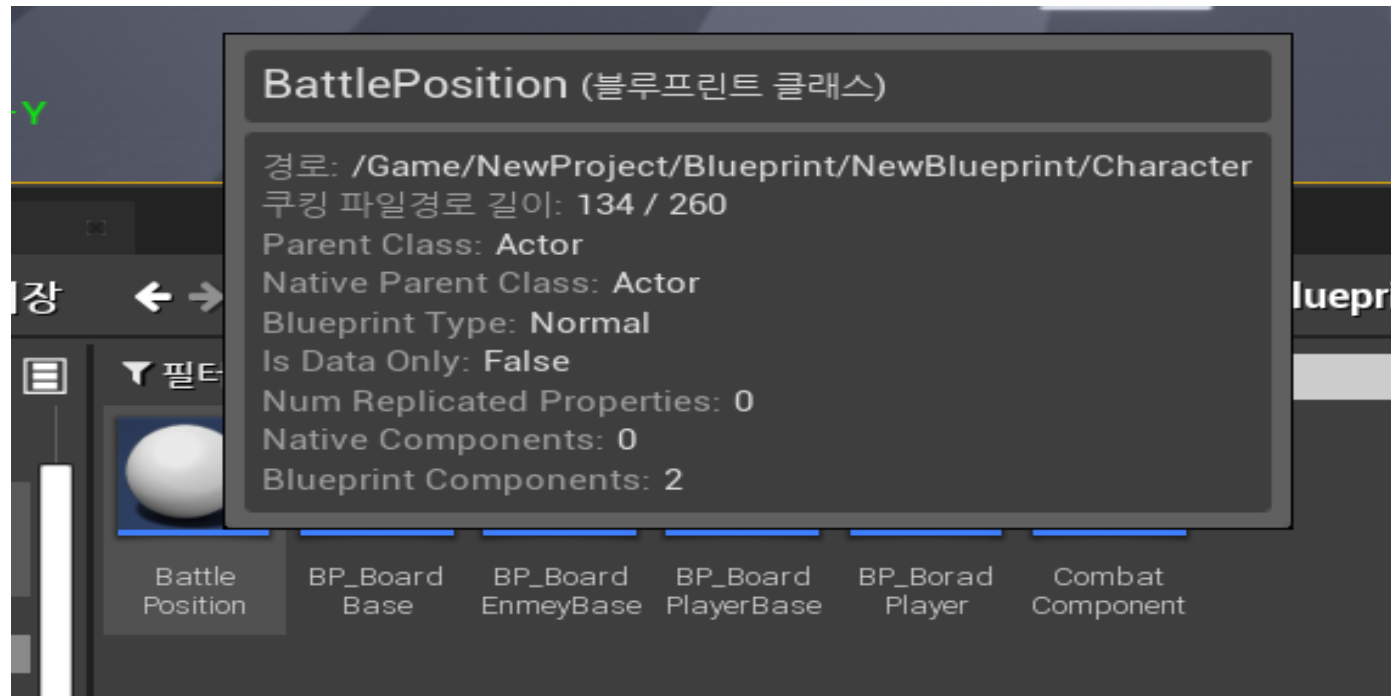 Y
BattlePosition (블루프린트 클래스)
경로: /Game/NewProject/Blueprint/NewBlueprint/Character
쿠킹 파일경로 길이: 134 / 260
Parent Class: Actor
Native Parent Class: Actor
Blueprint Type: Normal
Is Data Only: False
Num Replicated Properties: 0
Native Components: 0
Blueprint Components: 2
장
luepri
필터
Battle Position
BP_Board Base
BP_Board EnmeyBase
BP_Board PlayerBase
BP_Borad Player
Combat Component